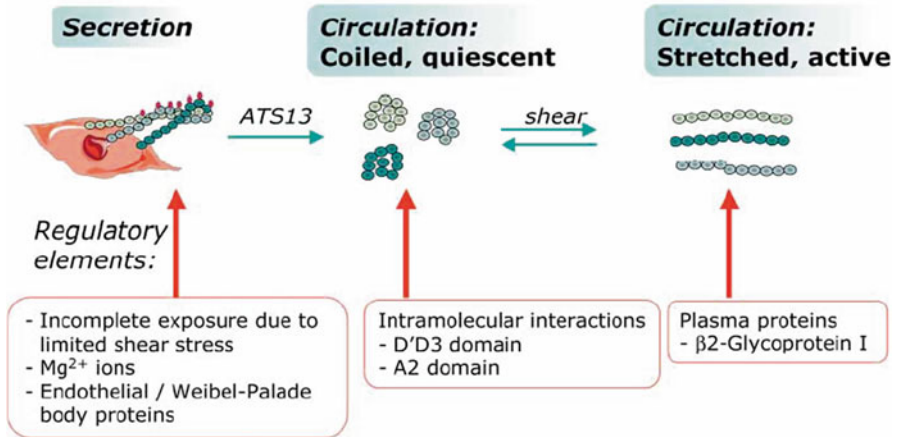 Secretion
Circulation:
Coiled, quiescent
Circulation:
Stretched, active
ATS13
shear
Regulatory
elements:
- Incomplete exposure due to
limited shear stress
- Mg²⁺ ions
- Endothelial / Weibel-Palade
body proteins
Intramolecular interactions
- D'D3 domain
- A2 domain
Plasma proteins
- β2-Glycoprotein I